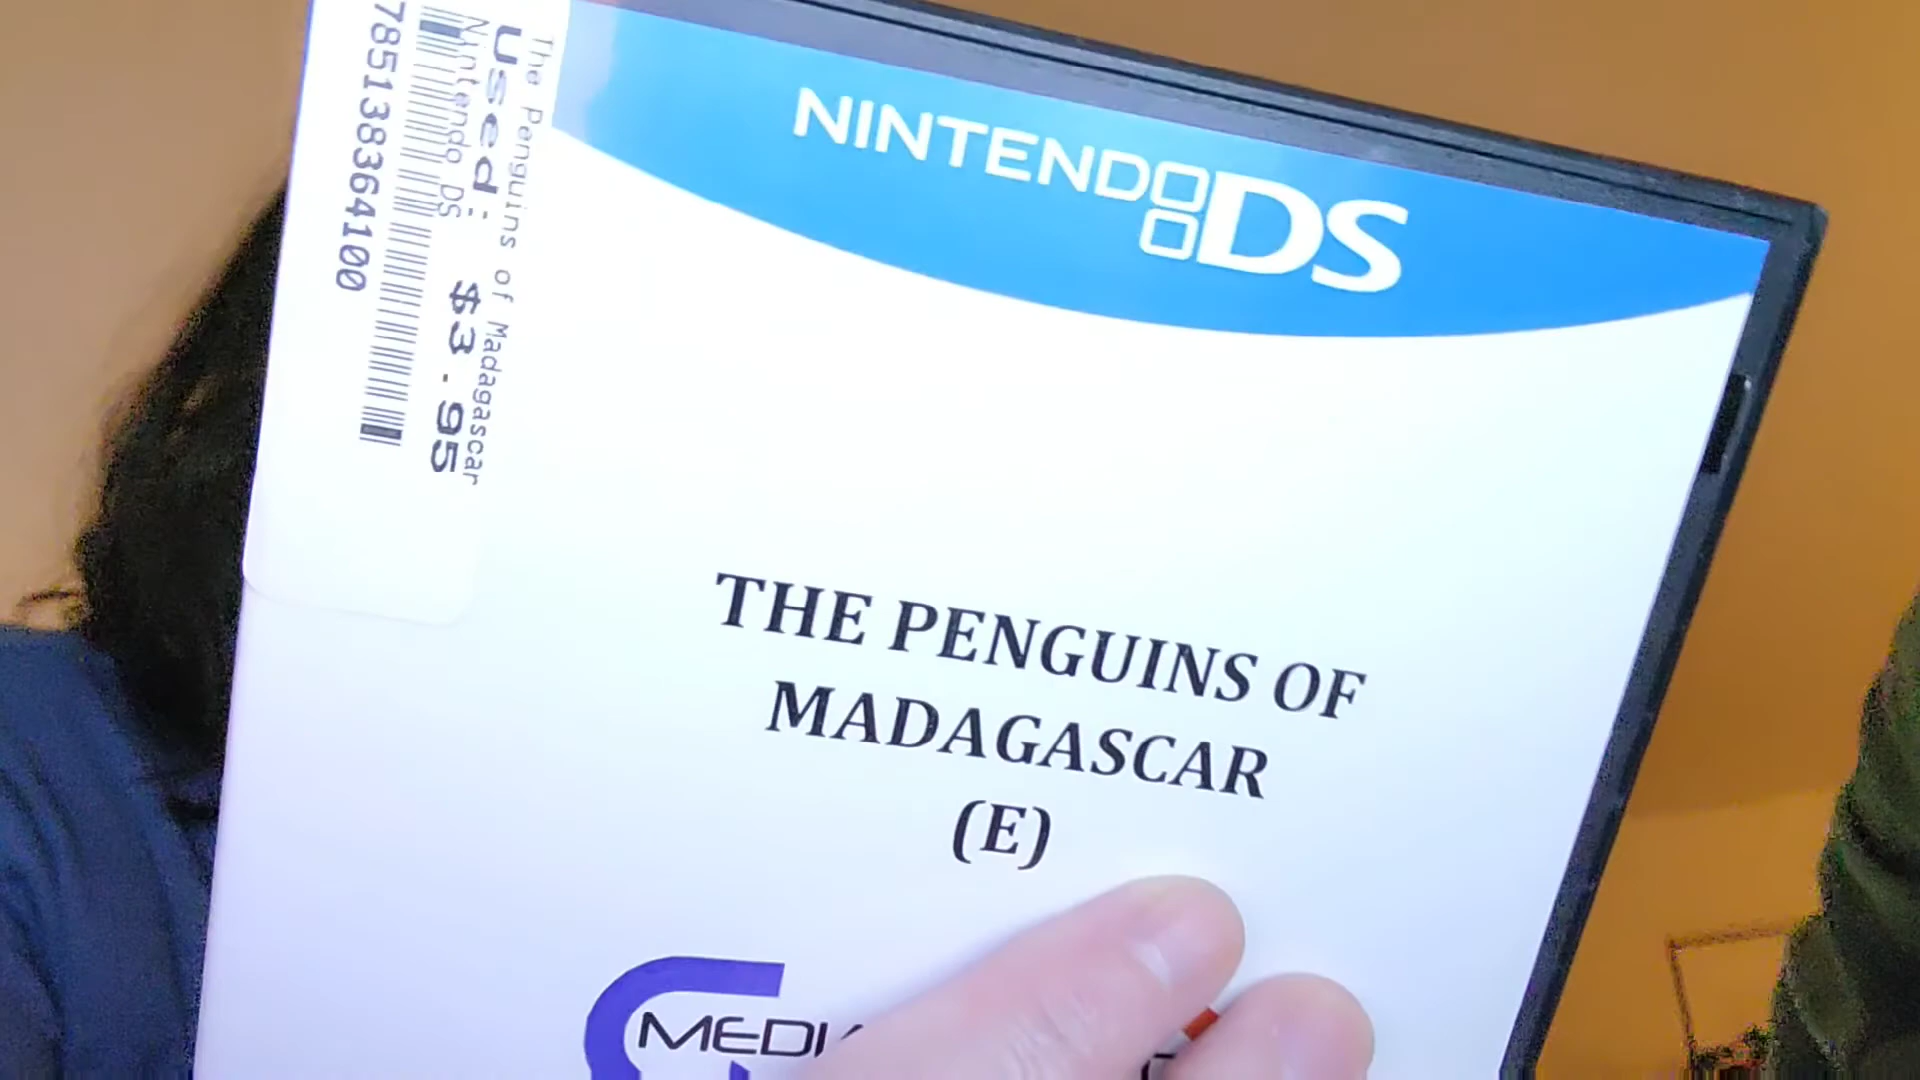 The Penguins of Madagascar
Used: $3.95
Nintendo DS
785138364100
NINTENDO DS
THE PENGUINS OF
MADAGASCAR
(E)